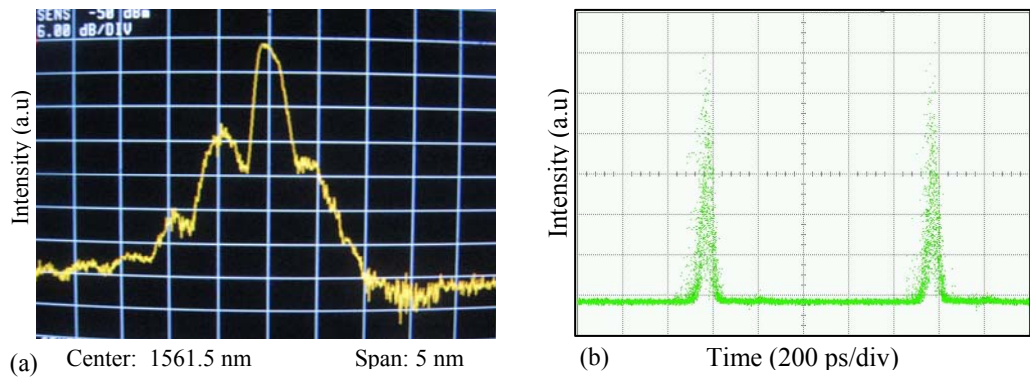 SENS -50 dBm
6.00 dB/DIV
Intensity (a.u)
(a) Center: 1561.5 nm Span: 5 nm
Intensity (a.u)
(b) Time (200 ps/div)